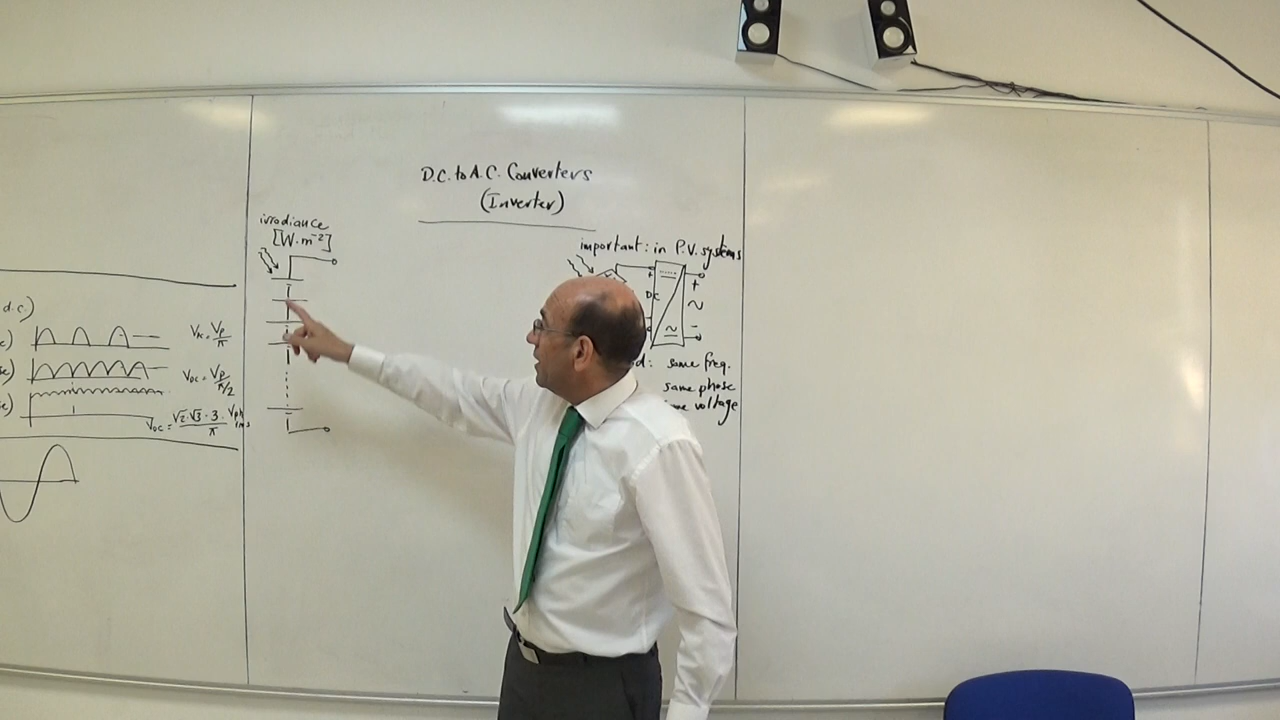 D.C. to A.C. Converters
(Inverter)
irradiance
[W.m⁻²]
important: in P.V. systems
+ +
DC ~
- ~ -
same freq.
same phase
voltage
d.c.)
V_DC = V_p/π
V_DC = V_p/π/2
V_DC = √2·√3·3·V_ph rms/π